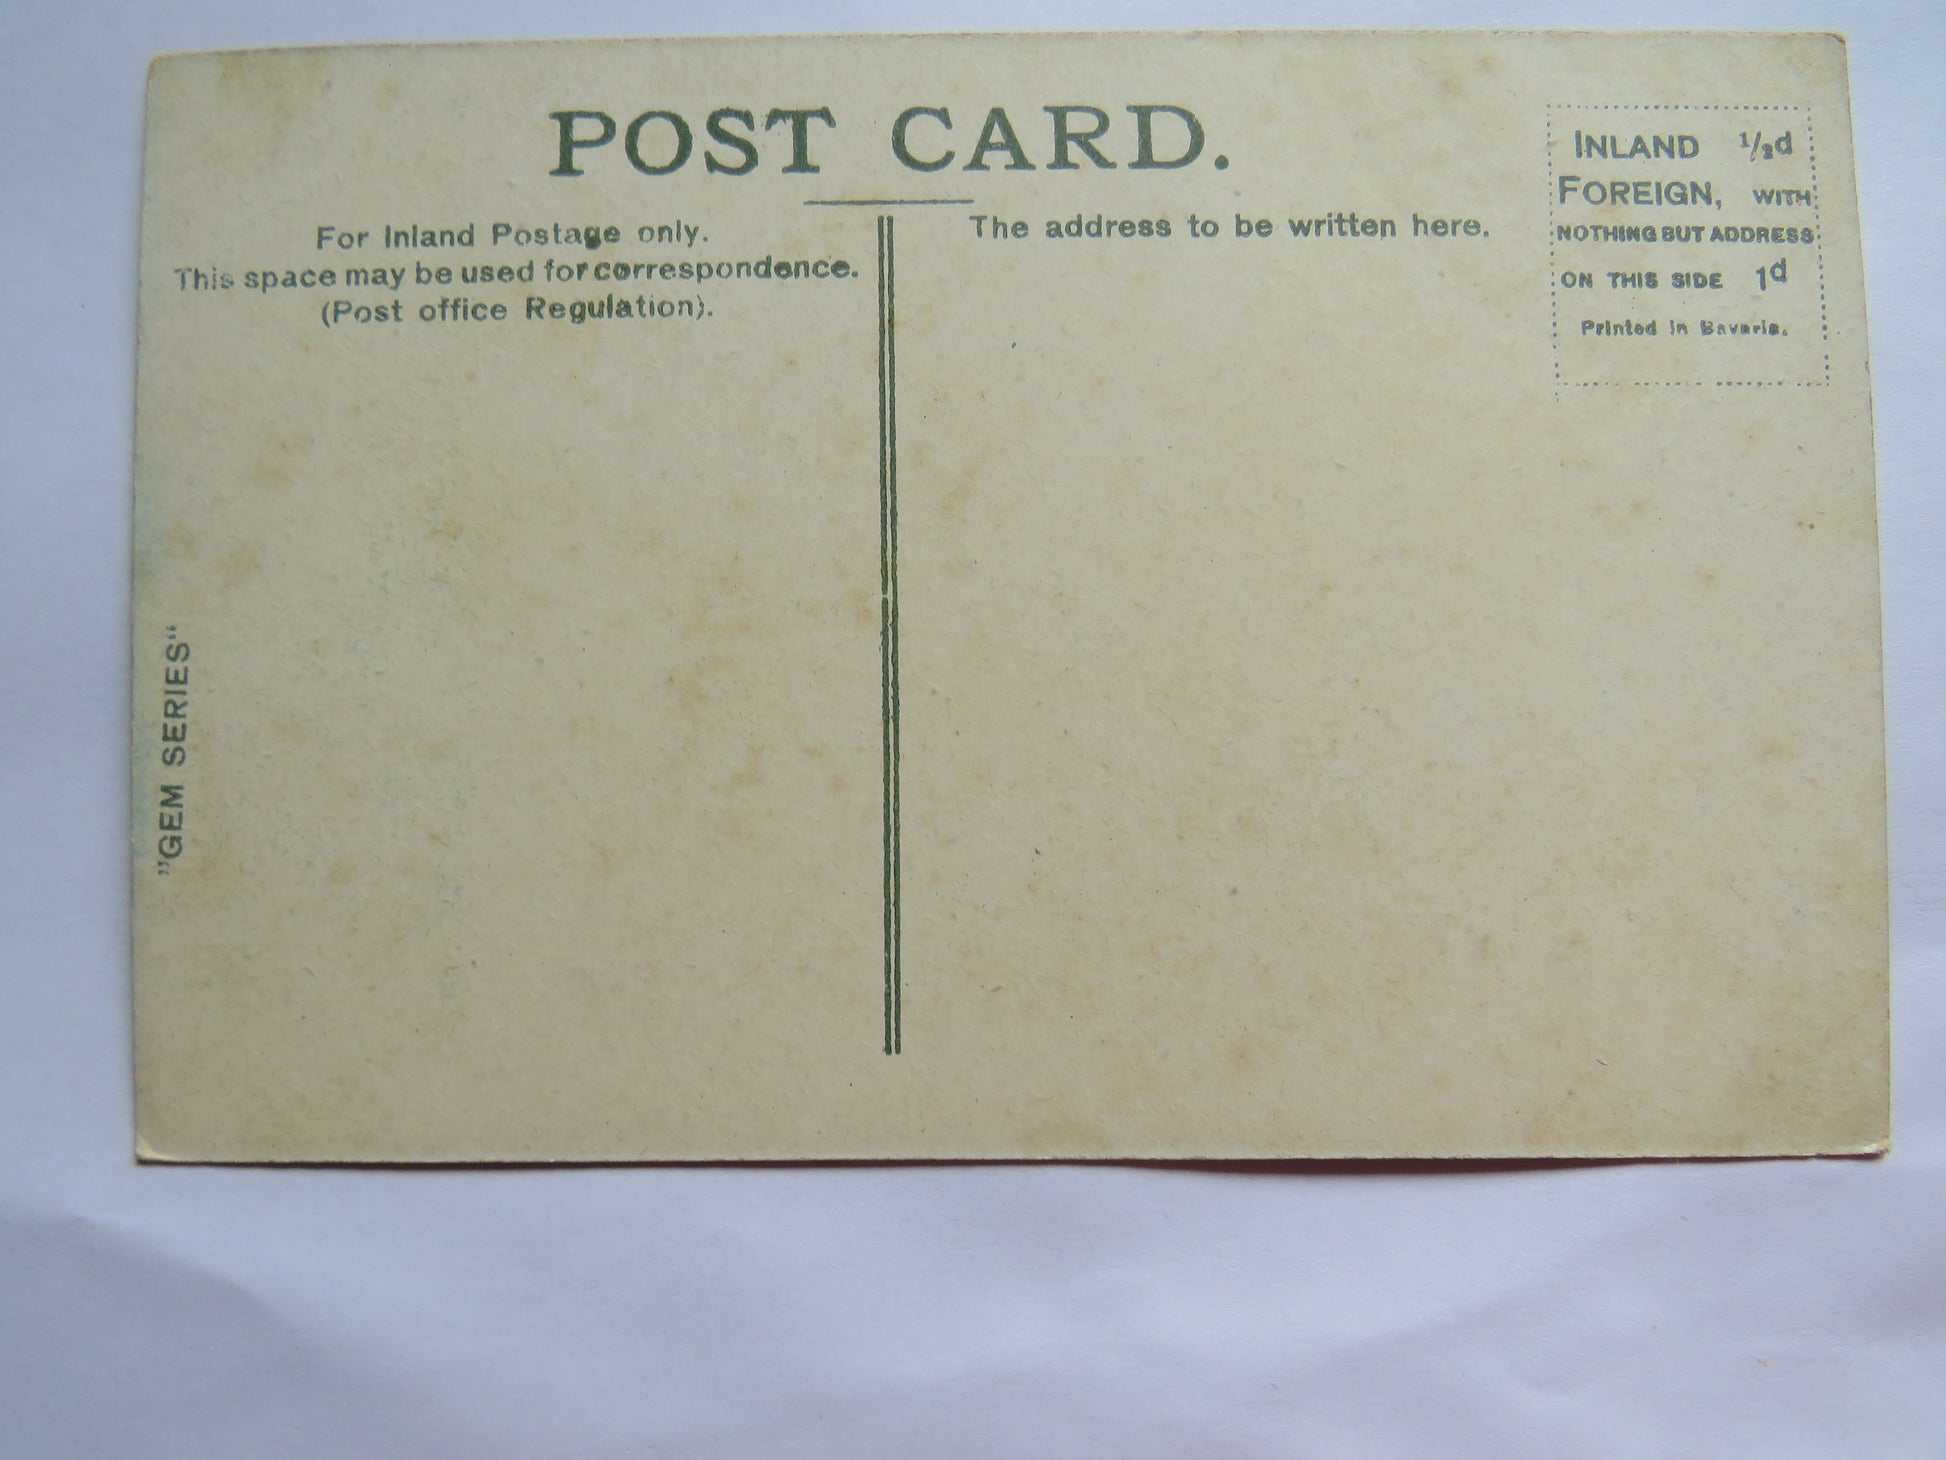 POST CARD.
For Inland Postage only.
This space may be used for correspondence.
(Post office Regulation).
The address to be written here.
INLAND 1/2d
FOREIGN, WITH
NOTHING BUT ADDRESS
ON THIS SIDE 1d
Printed in Bavaria.
"GEM SERIES"